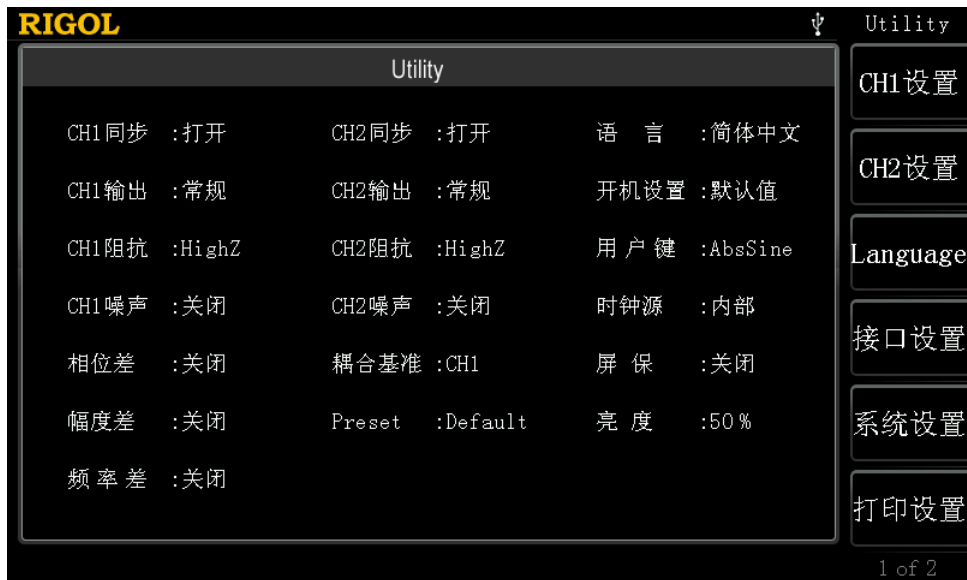 RIGOL
Utility
Utility
CH1同步 :打开 CH2同步 :打开 语 言 :简体中文
CH1输出 :常规 CH2输出 :常规 开机设置 :默认值
CH1阻抗 :HighZ CH2阻抗 :HighZ 用户键 :AbsSine
CH1噪声 :关闭 CH2噪声 :关闭 时钟源 :内部
相位差 :关闭 耦合基准 :CH1 屏 保 :关闭
幅度差 :关闭 Preset :Default 亮 度 :50%
频率差 :关闭
CH1设置
CH2设置
Language
接口设置
系统设置
打印设置
1 of 2